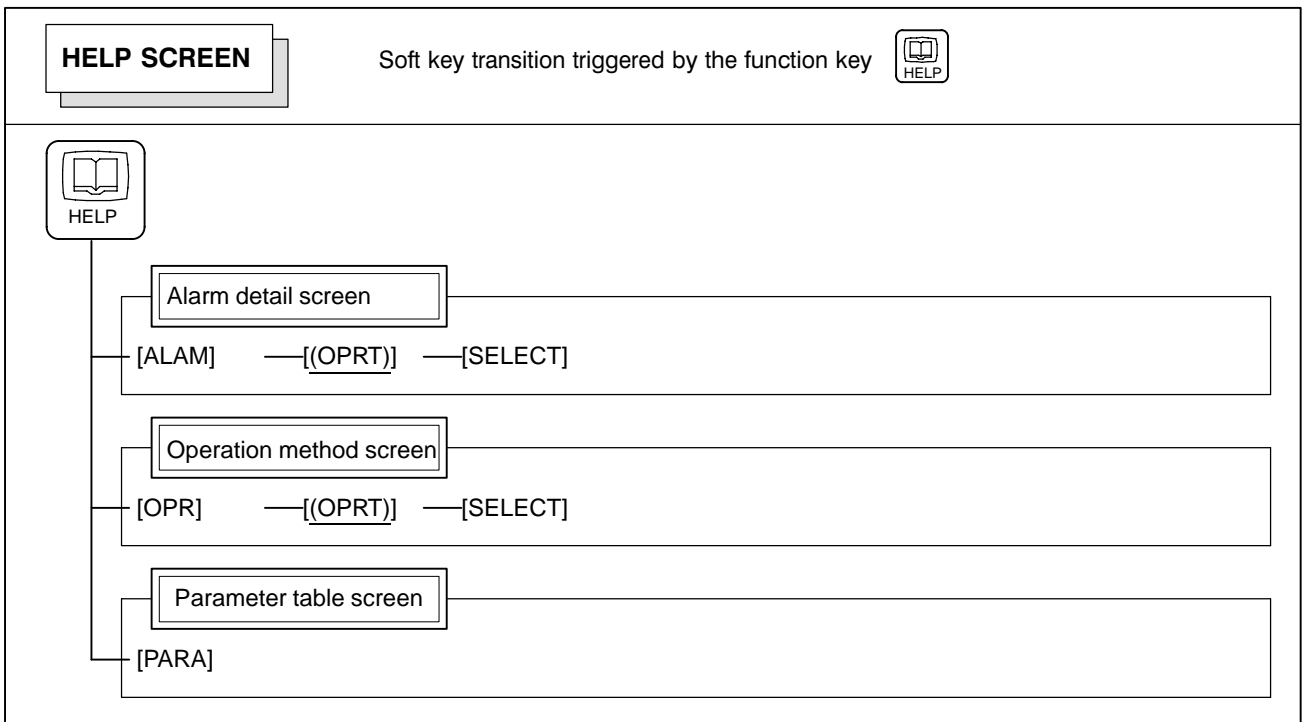 HELP SCREEN
Soft key transition triggered by the function key
HELP
HELP
Alarm detail screen
[ALAM] [(OPRT)] [SELECT]
Operation method screen
[OPR] [(OPRT)] [SELECT]
Parameter table screen
[PARA]